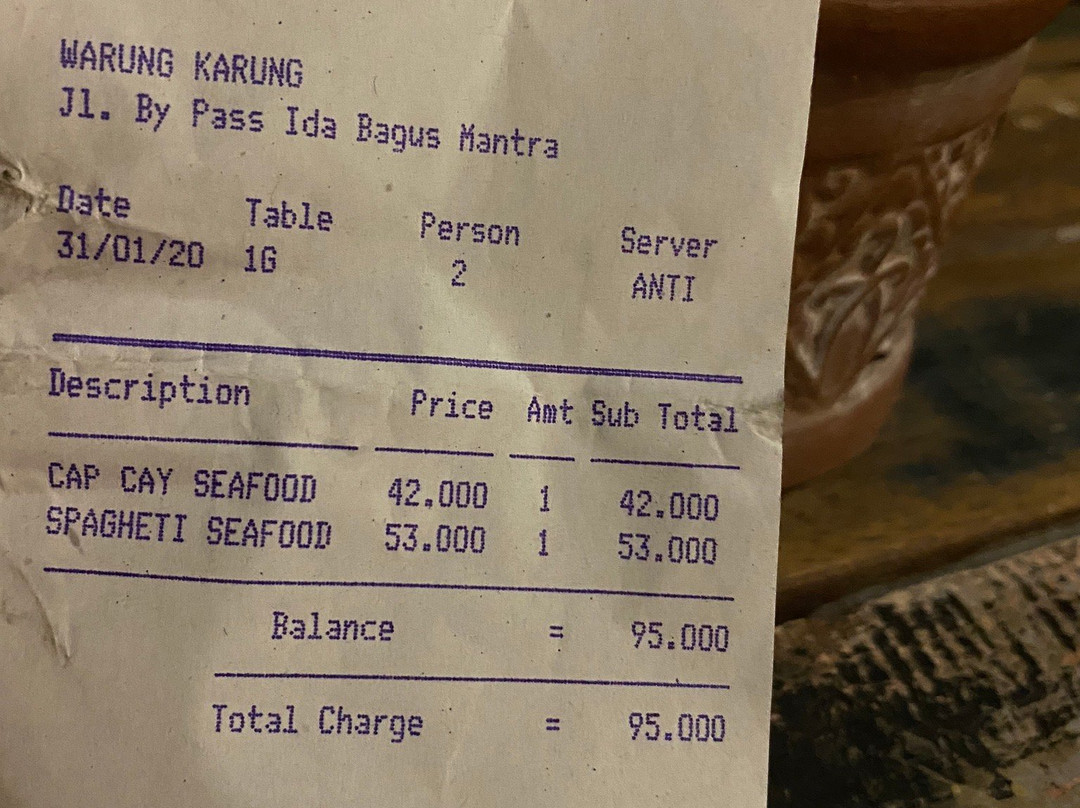 WARUNG KARUNG
Jl. By Pass Ida Bagus Mantra
Date Table Person Server
31/01/20 1G 2 ANTI
Description Price Amt Sub Total
CAP CAY SEAFOOD 42.000 1 42.000
SPAGHETI SEAFOOD 53.000 1 53.000
Balance = 95.000
Total Charge = 95.000